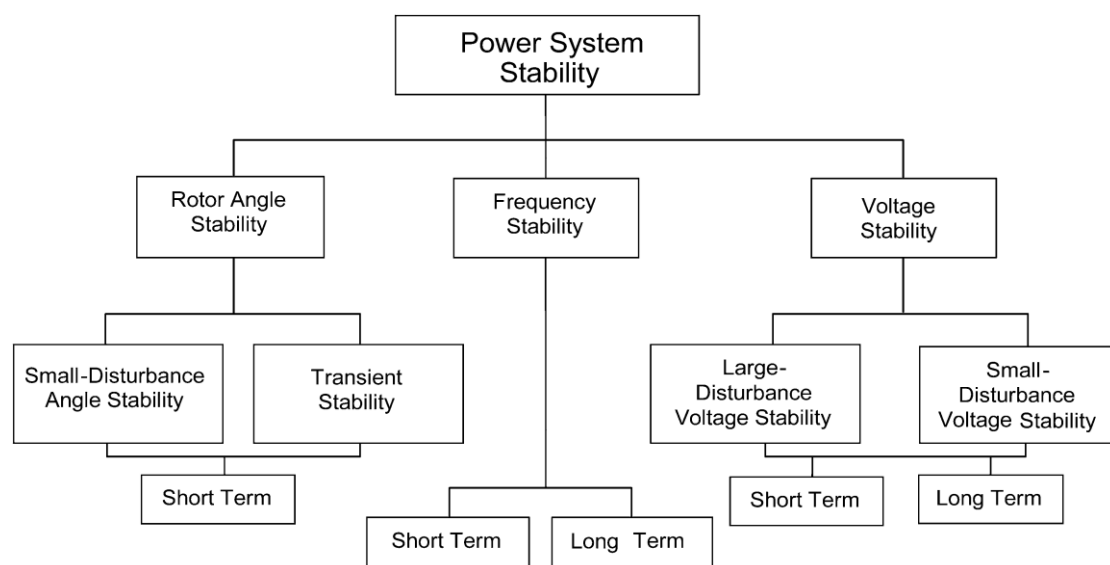 Power System
Stability
Rotor Angle
Stability
Frequency
Stability
Voltage
Stability
Small-Disturbance
Angle Stability
Transient
Stability
Large-
Disturbance
Voltage Stability
Small-
Disturbance
Voltage Stability
Short Term
Short Term
Long Term
Short Term
Long Term